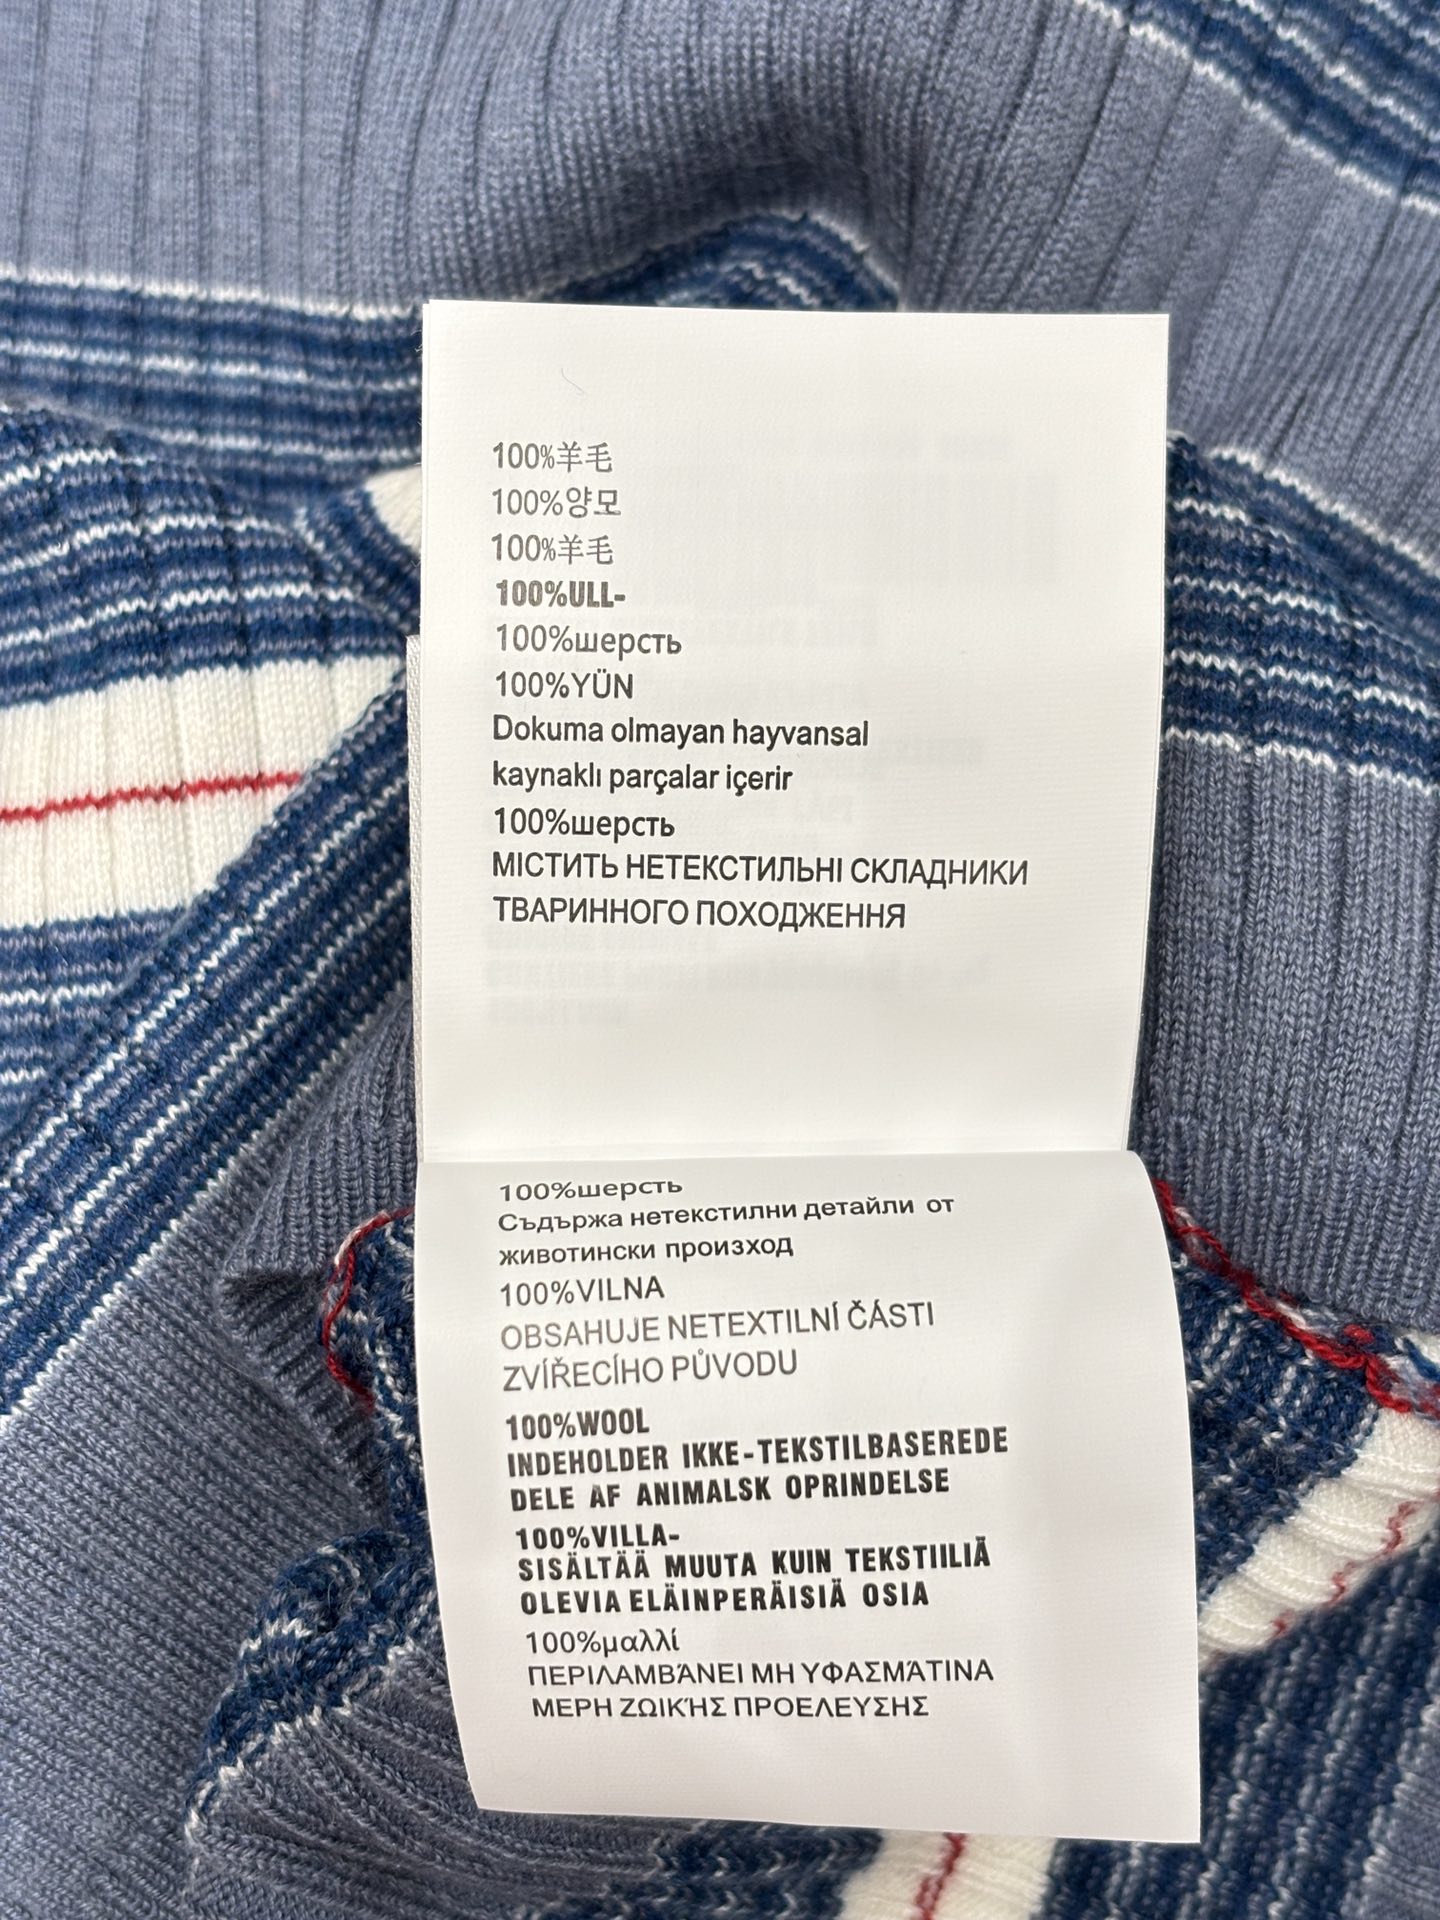 100%羊毛
100%양모
100%羊毛
100%ULL-
100%шерсть
100%YÜN
Dokuma olmayan hayvansal
kaynaklı parçalar içerir
100%шерсть
МІСТИТЬ НЕТЕКСТИЛЬНІ СКЛАДНИКИ
ТВАРИННОГО ПОХОДЖЕННЯ
100%шерсть
Съдържа нетекстилни детайли от
животински произход
100%VILNA
OBSAHUJE NETEXTILNÍ ČÁSTI
ZVÍŘECÍHO PŮVODU
100%WOOL
INDEHOLDER IKKE-TEKSTILBASEREDE
DELE AF ANIMALSK OPRINDELSE
100%VILLA-
SISÄLTÄÄ MUUTA KUIN TEKSTIILIÄ
OLEVIA ELÄINPERÄISIÄ OSIA
100%μαλλί
ΠΕΡΙΛΑΜΒΆΝΕΙ ΜΗ ΥΦΑΣΜΆΤΙΝΑ
ΜΕΡΗ ΖΩΙΚΉΣ ΠΡΟΕΛΕΥΣΗΣ